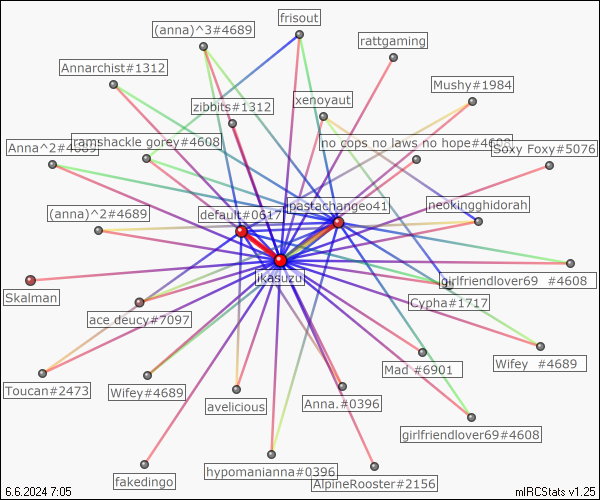 frisout
(anna)^3#4689
rattgaming
Annarchist#1312
Mushy#1984
xenoyaut
zibbits#1312
ramshackle gorey#4608
no cops no laws no hope#4608
Anna^2#4689
Soxy Foxy#5076
(anna)^2#4689
default#0617
pastachangeo41
neokingghidorah
iKasuzu
girlfriendlover69 #4608
Skalman
Cypha#1717
ace deucy#7097
Mad #6901
Wifey #4689
Toucan#2473
Wifey#4689
avelicious
Anna.#0396
girlfriendlover69#4608
fakedingo
hypomanianna#0396
AlpineRooster#2156
6.6.2024 7:05
mIRCStats v1.25